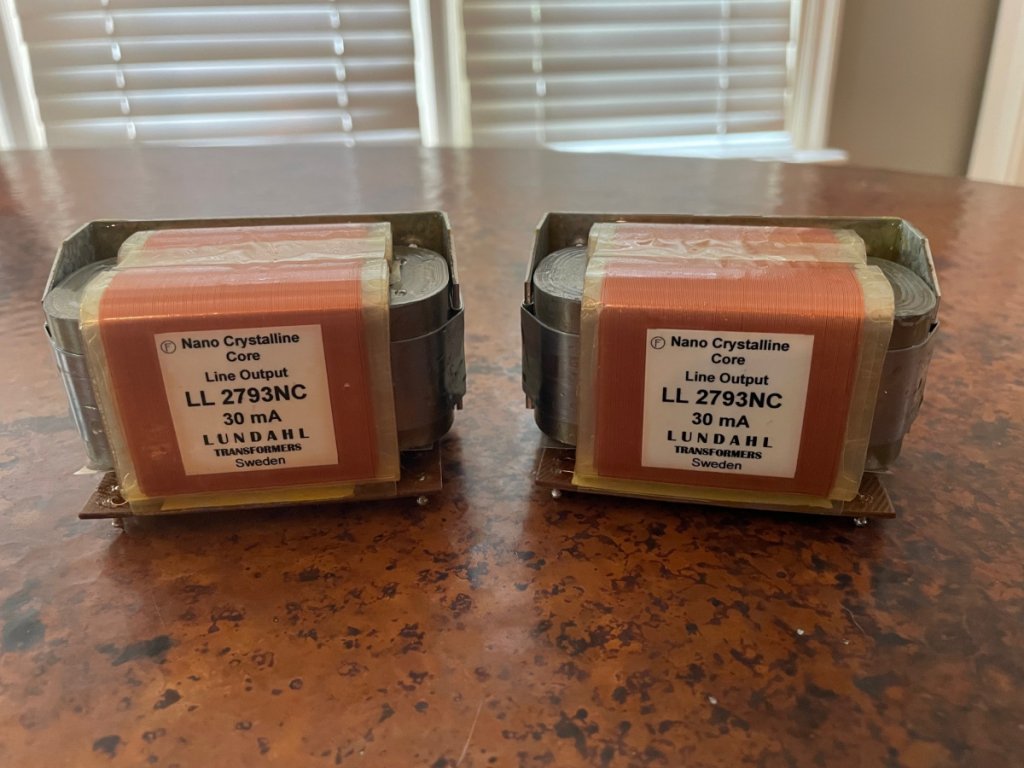 Ⓕ Nano Crystalline
Core
Line Output
LL 2793NC
30 mA
LUNDAHL
TRANSFORMERS
Sweden
Ⓕ Nano Crystalline
Core
Line Output
LL 2793NC
30 mA
LUNDAHL
TRANSFORMERS
Sweden